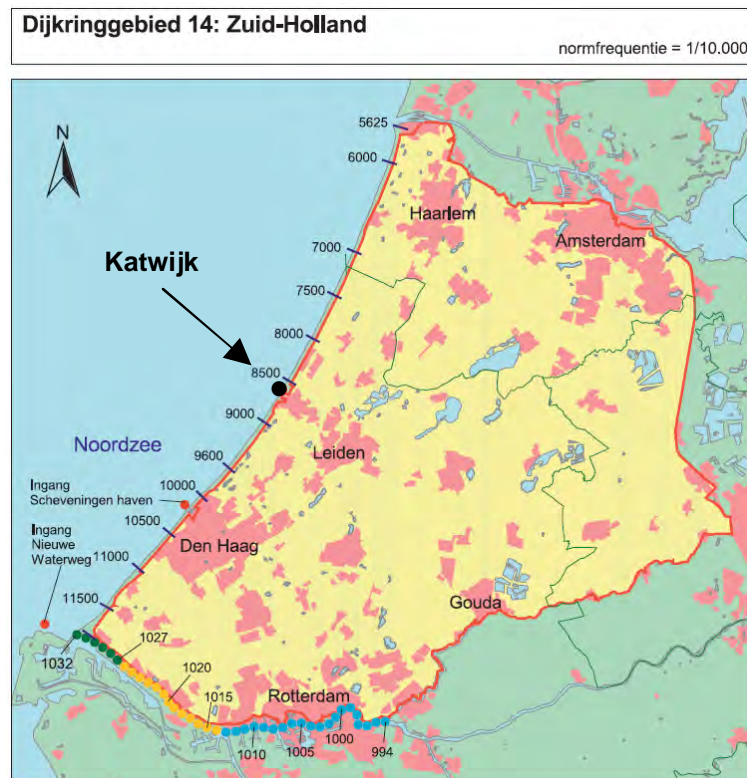 Dijkringgebied 14: Zuid-Holland
normfrequentie = 1/10.000
N
5625
6000
Haarlem
Amsterdam
7000
Katwijk
7500
8000
8500
9000
Noordzee
Leiden
9600
Ingang
Scheveningen haven
10000
10500
Ingang
Nieuwe
Waterweg
Den Haag
11000
Gouda
11500
1032
1027
1020
1015
Rotterdam
1010
1005
1000
994